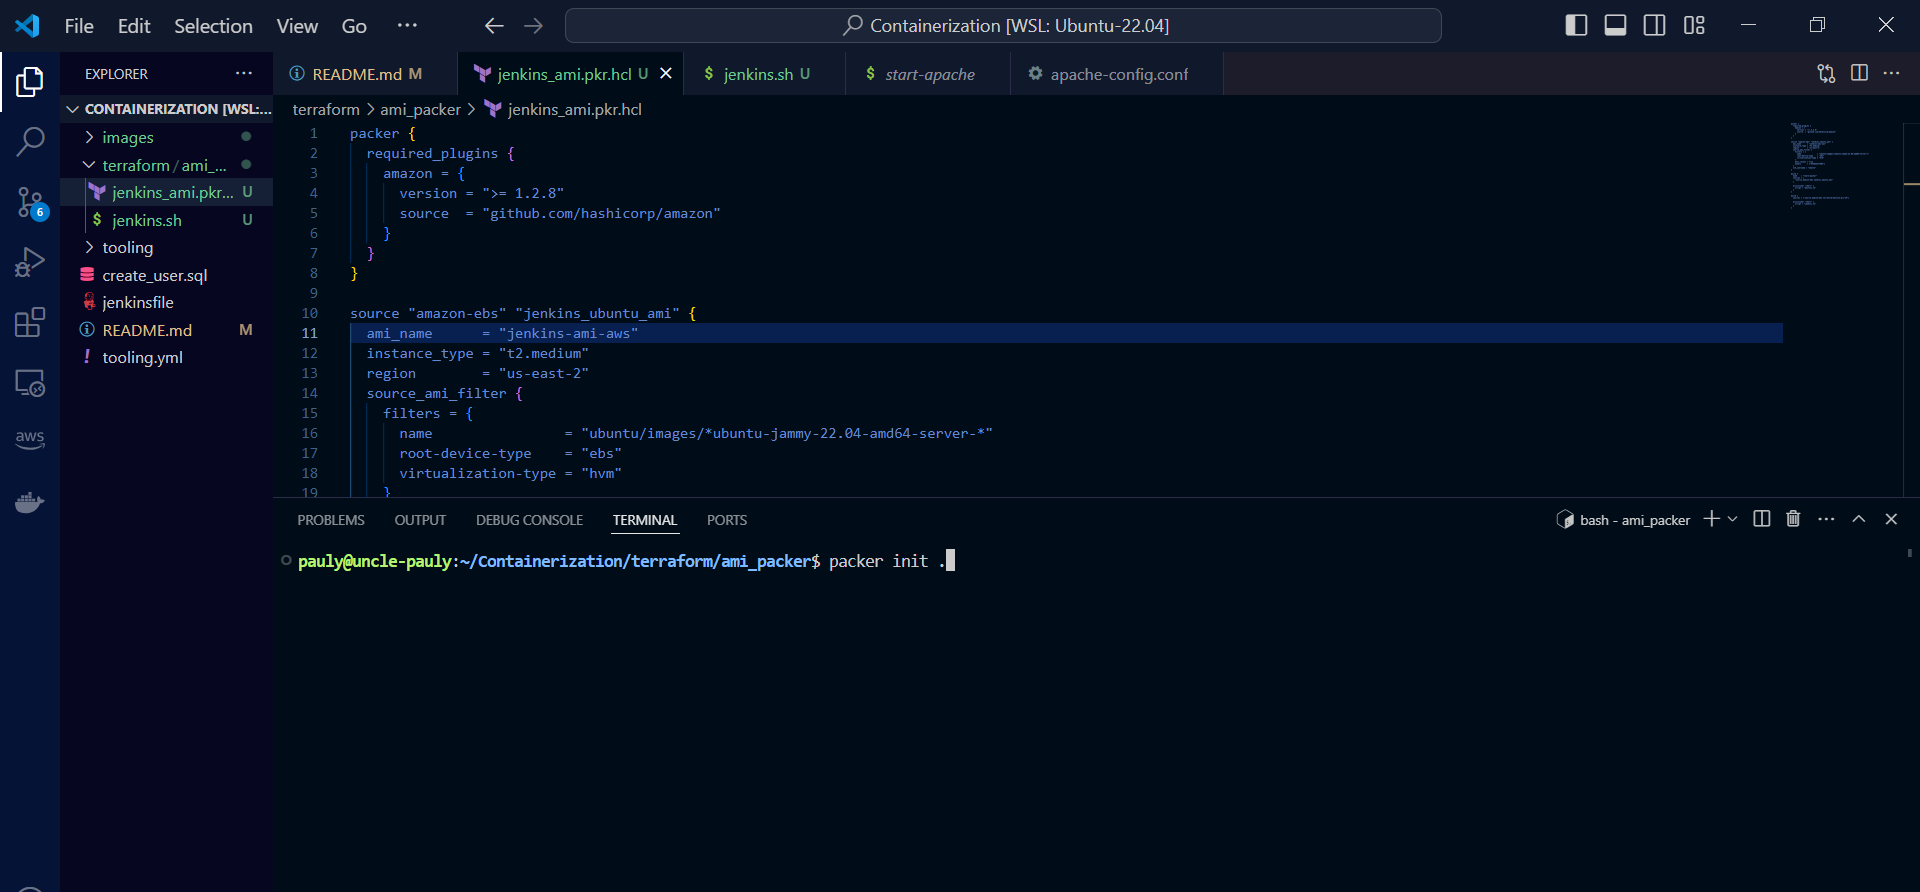 File Edit Selection View Go ··· Containerization [WSL: Ubuntu-22.04]
EXPLORER ···
CONTAINERIZATION [WSL:...
images
terraform / ami_...
jenkins_ami.pkr... U
jenkins.sh U
tooling
create_user.sql
jenkinsfile
README.md M
tooling.yml
6
aws
README.md M jenkins_ami.pkr.hcl U jenkins.sh U start-apache apache-config.conf
terraform > ami_packer > jenkins_ami.pkr.hcl
1 packer {
2 required_plugins {
3 amazon = {
4 version = ">= 1.2.8"
5 source = "github.com/hashicorp/amazon"
6 }
7 }
8 }
9
10 source "amazon-ebs" "jenkins_ubuntu_ami" {
11 ami_name = "jenkins-ami-aws"
12 instance_type = "t2.medium"
13 region = "us-east-2"
14 source_ami_filter {
15 filters = {
16 name = "ubuntu/images/*ubuntu-jammy-22.04-amd64-server-*"
17 root-device-type = "ebs"
18 virtualization-type = "hvm"
19 }
PROBLEMS OUTPUT DEBUG CONSOLE TERMINAL PORTS bash - ami_packer
pauly@uncle-pauly:~/Containerization/terraform/ami_packer$ packer init .